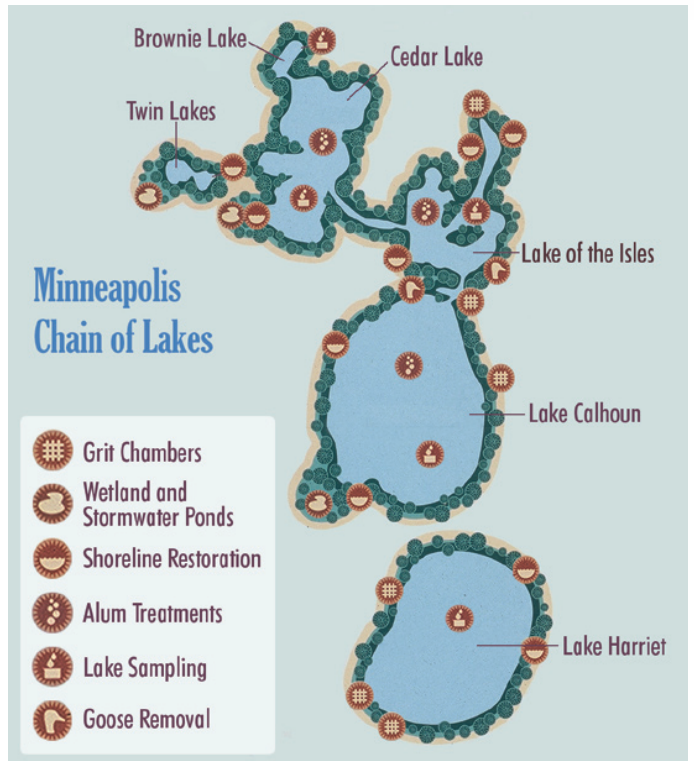 Brownie Lake
Cedar Lake
Twin Lakes
Lake of the Isles
Minneapolis
Chain of Lakes
Lake Calhoun
Grit Chambers
Wetland and
Stormwater Ponds
Shoreline Restoration
Alum Treatments
Lake Sampling
Goose Removal
Lake Harriet